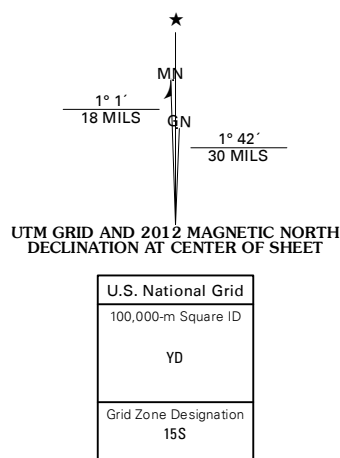 ★
MN
1° 1´
18 MILS
GN
1° 42´
30 MILS
UTM GRID AND 2012 MAGNETIC NORTH
DECLINATION AT CENTER OF SHEET
U.S. National Grid
100,000-m Square ID
YD
Grid Zone Designation
15S